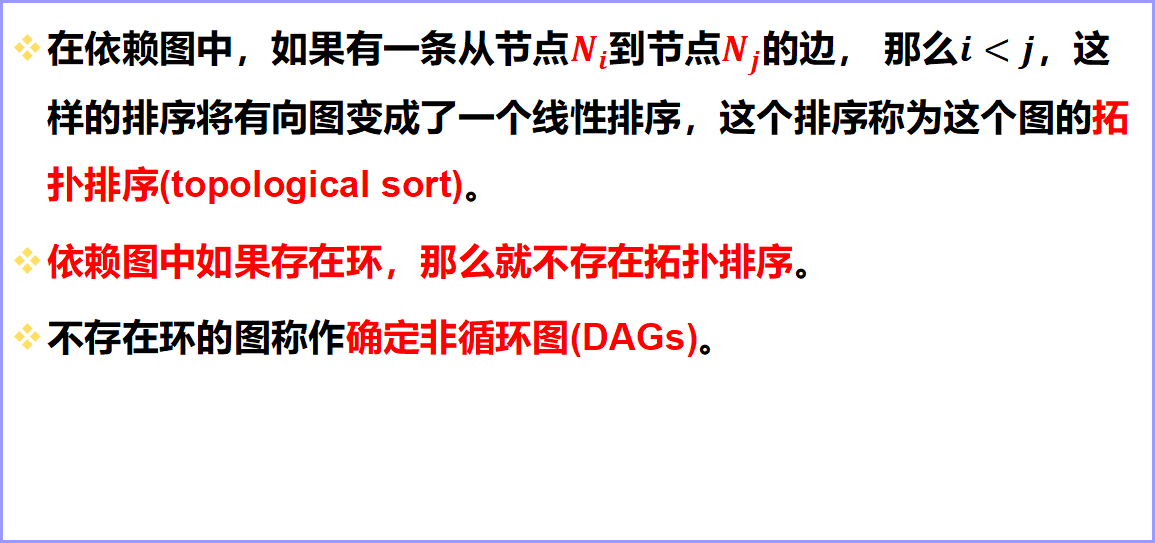 在依赖图中，如果有一条从节点Nᵢ到节点Nⱼ的边， 那么i < j，这
样的排序将有向图变成了一个线性排序，这个排序称为这个图的拓
扑排序(topological sort)。
依赖图中如果存在环，那么就不存在拓扑排序。
不存在环的图称作确定非循环图(DAGs)。